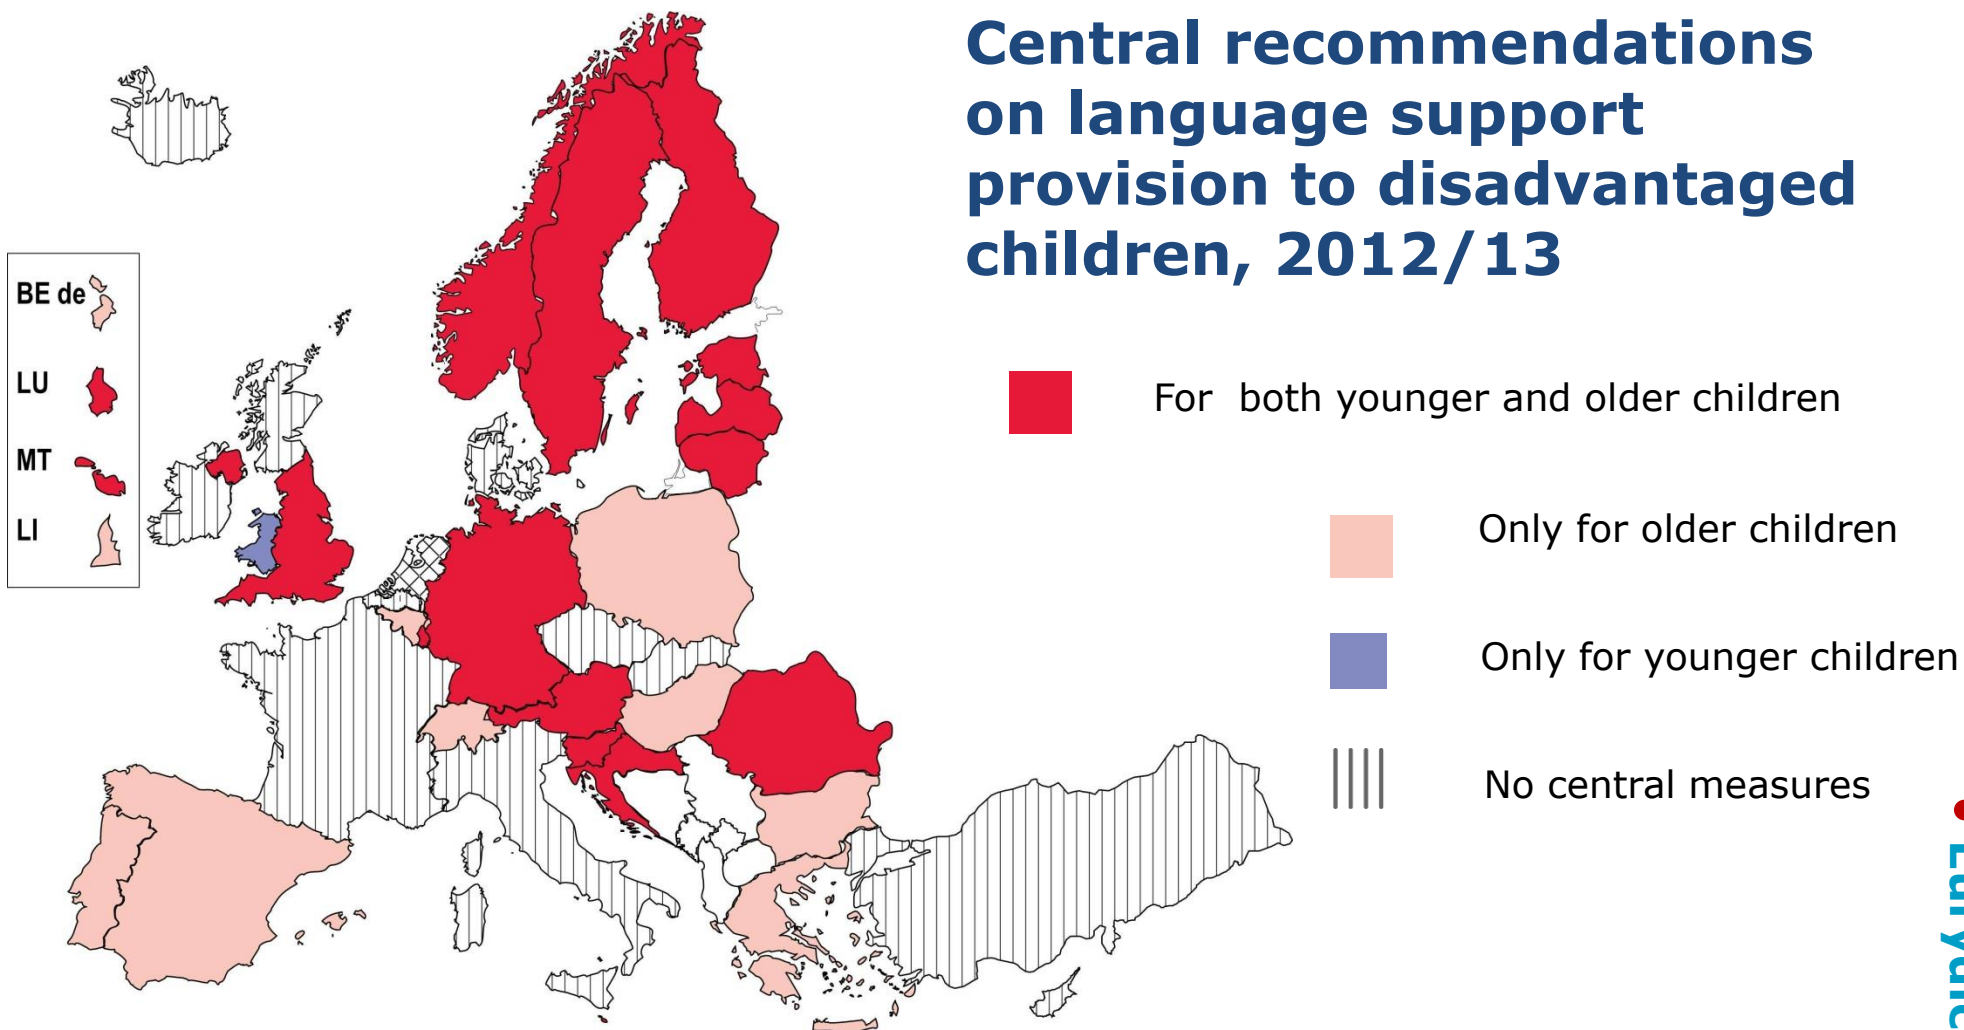 Central recommendations
on language support
provision to disadvantaged
children, 2012/13
BE de
LU
MT
LI
For both younger and older children
Only for older children
Only for younger children
No central measures